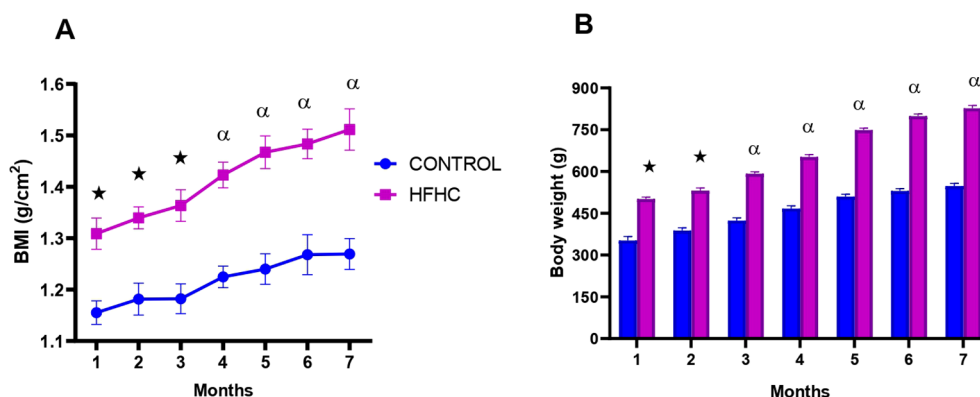 A
BMI (g/cm²)
1.6
1.5
1.4
1.3
1.2
1.1
α
α
α
α
1 2 3 4 5 6 7
Months
CONTROL
HFHC
B
Body weight (g)
900
750
600
450
300
150
0
α
α
α
α
α
1 2 3 4 5 6 7
Months